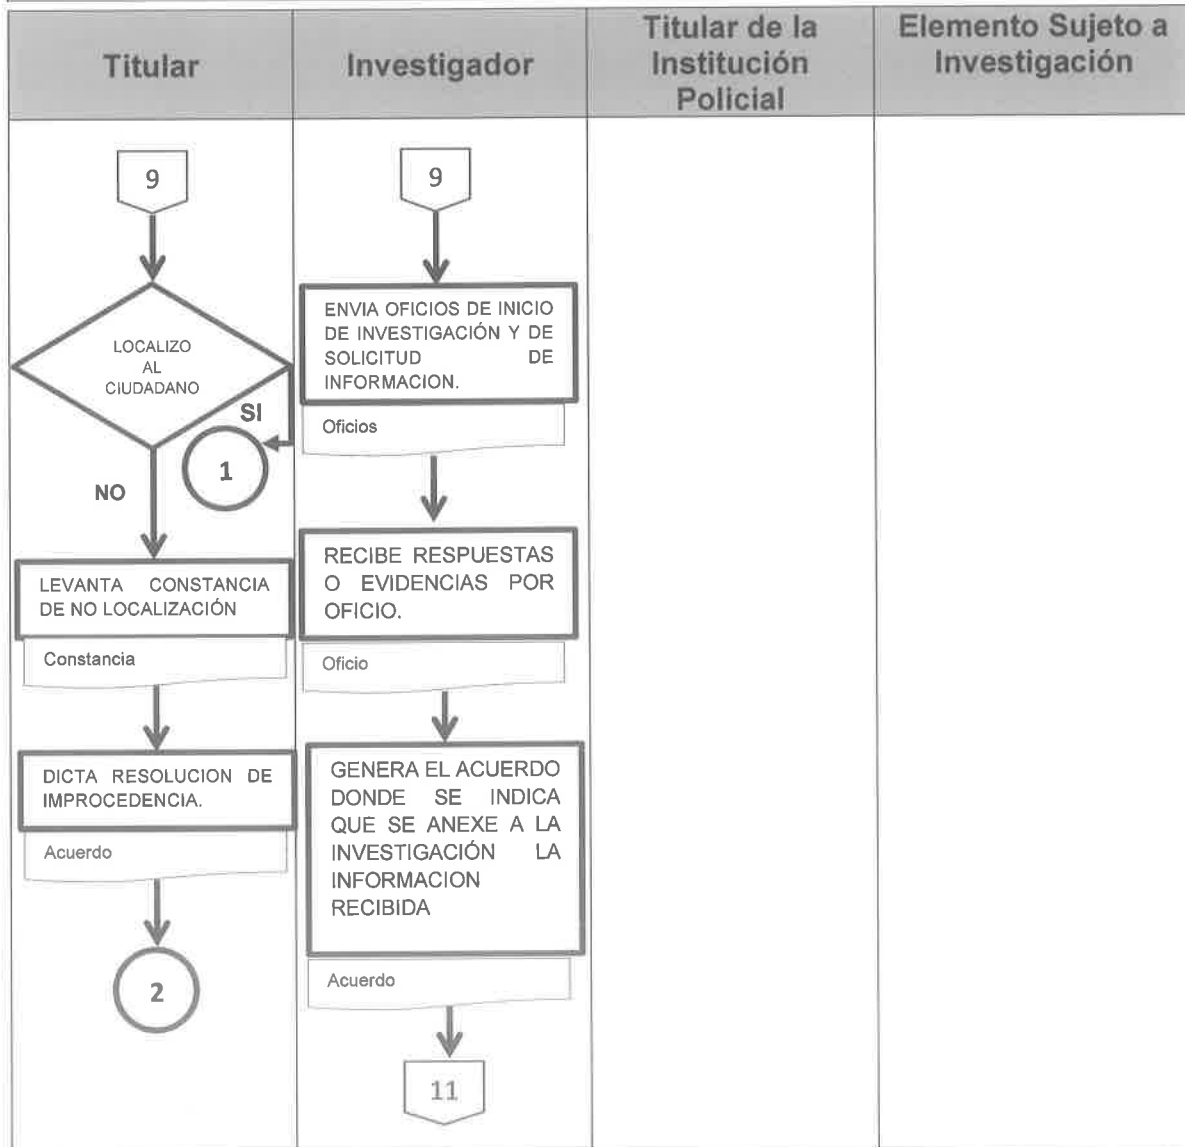 Titular
Investigador
Titular de la
Institución
Policial
Elemento Sujeto a
Investigación
9
LOCALIZO
AL
CIUDADANO
SI
1
NO
LEVANTA CONSTANCIA
DE NO LOCALIZACIÓN
Constancia
DICTA RESOLUCION DE
IMPROCEDENCIA.
Acuerdo
2
9
ENVIA OFICIOS DE INICIO
DE INVESTIGACIÓN Y DE
SOLICITUD DE
INFORMACION.
Oficios
RECIBE RESPUESTAS
O EVIDENCIAS POR
OFICIO.
Oficio
GENERA EL ACUERDO
DONDE SE INDICA
QUE SE ANEXE A LA
INVESTIGACIÓN LA
INFORMACION
RECIBIDA
Acuerdo
11